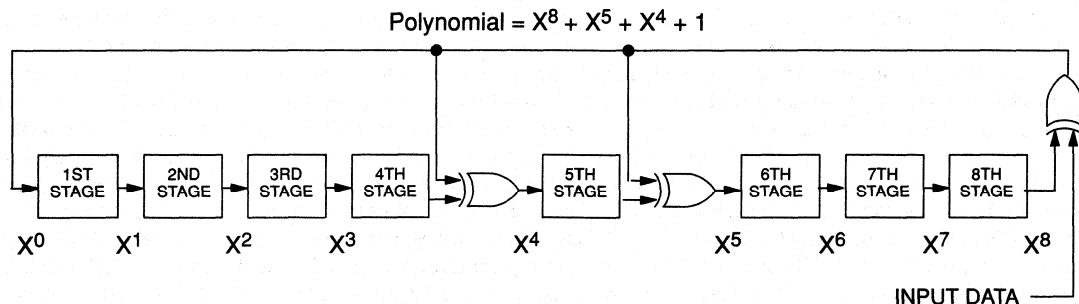 Polynomial = X⁸ + X⁵ + X⁴ + 1
1ST STAGE
2ND STAGE
3RD STAGE
4TH STAGE
5TH STAGE
6TH STAGE
7TH STAGE
8TH STAGE
X⁰ X¹ X² X³ X⁴ X⁵ X⁶ X⁷ X⁸
INPUT DATA